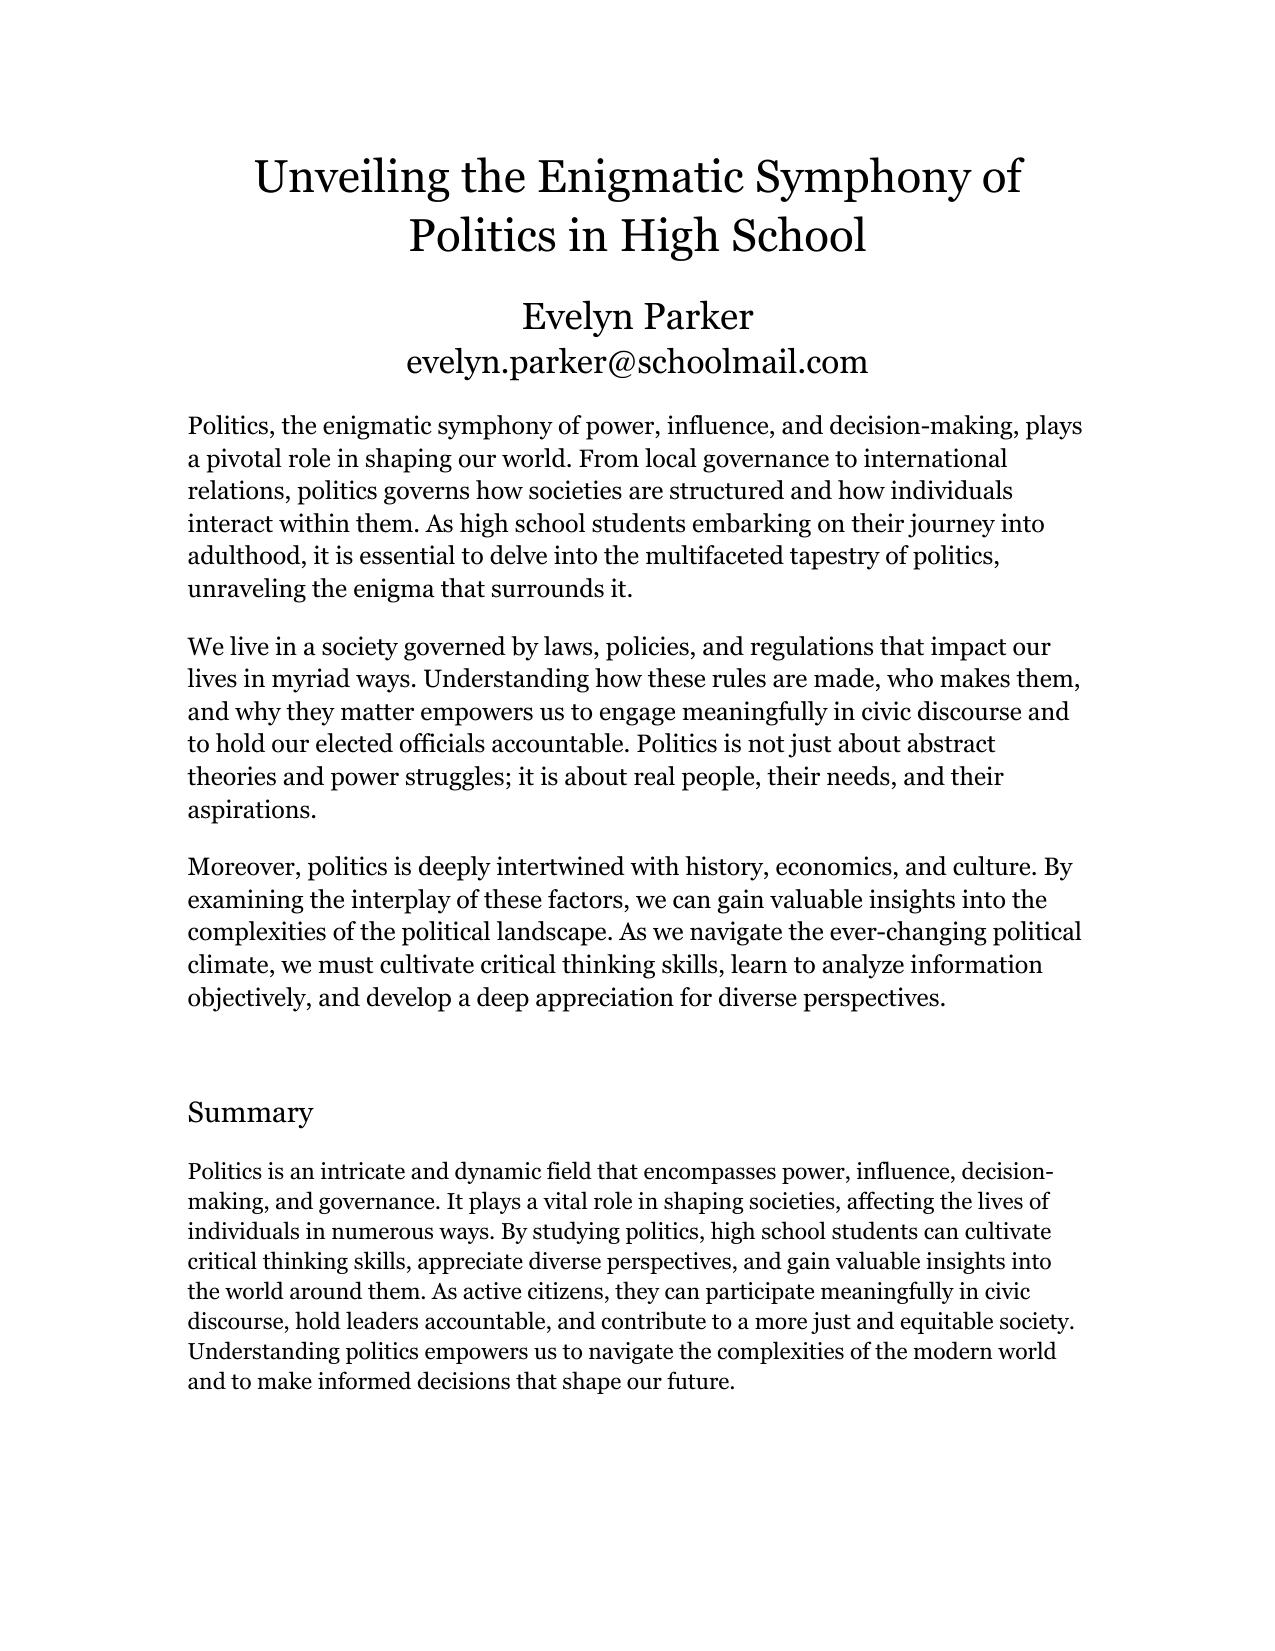 Unveiling the Enigmatic Symphony of
Politics in High School
Evelyn Parker
evelyn.parker@schoolmail.com
Politics, the enigmatic symphony of power, influence, and decision-making, plays
a pivotal role in shaping our world. From local governance to international
relations, politics governs how societies are structured and how individuals
interact within them. As high school students embarking on their journey into
adulthood, it is essential to delve into the multifaceted tapestry of politics,
unraveling the enigma that surrounds it.
We live in a society governed by laws, policies, and regulations that impact our
lives in myriad ways. Understanding how these rules are made, who makes them,
and why they matter empowers us to engage meaningfully in civic discourse and
to hold our elected officials accountable. Politics is not just about abstract
theories and power struggles; it is about real people, their needs, and their
aspirations.
Moreover, politics is deeply intertwined with history, economics, and culture. By
examining the interplay of these factors, we can gain valuable insights into the
complexities of the political landscape. As we navigate the ever-changing political
climate, we must cultivate critical thinking skills, learn to analyze information
objectively, and develop a deep appreciation for diverse perspectives.
Summary
Politics is an intricate and dynamic field that encompasses power, influence, decision-
making, and governance. It plays a vital role in shaping societies, affecting the lives of
individuals in numerous ways. By studying politics, high school students can cultivate
critical thinking skills, appreciate diverse perspectives, and gain valuable insights into
the world around them. As active citizens, they can participate meaningfully in civic
discourse, hold leaders accountable, and contribute to a more just and equitable society.
Understanding politics empowers us to navigate the complexities of the modern world
and to make informed decisions that shape our future.